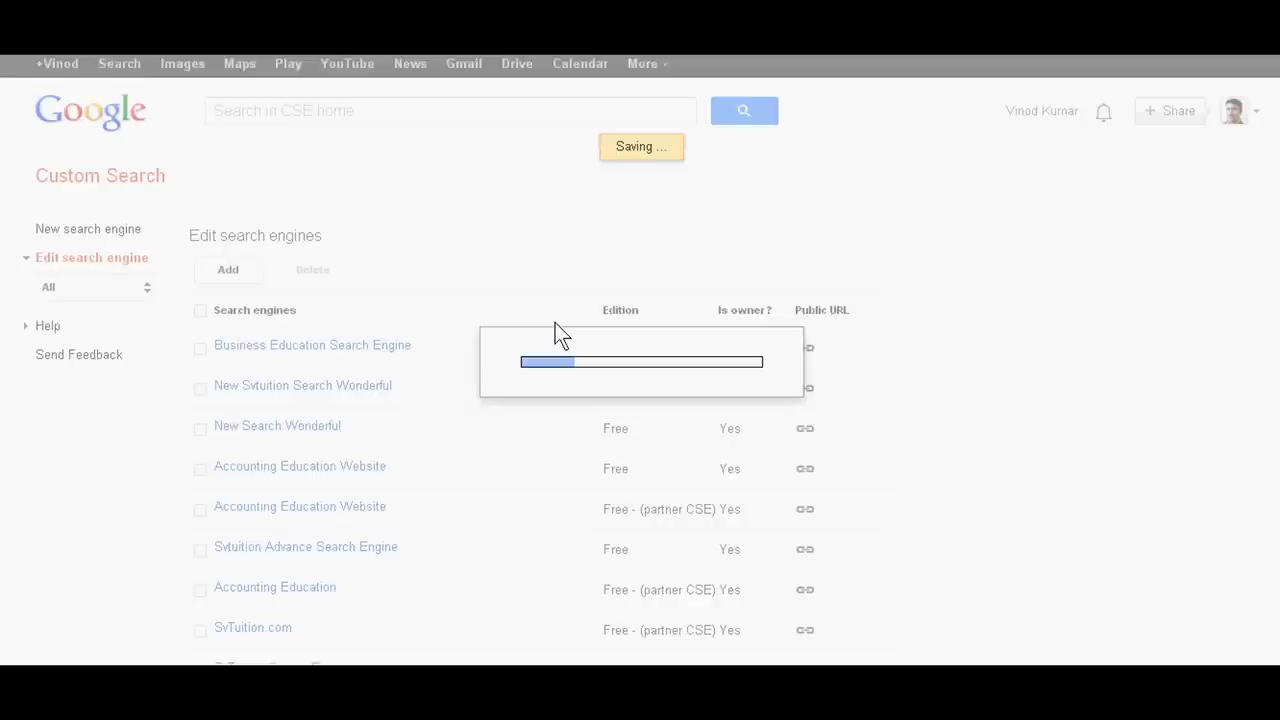 +Vinod Search Images Maps Play YouTube News Gmail Drive Calendar More
Google Search in CSE home Vinod Kumar + Share
Saving ...
Custom Search
New search engine
Edit search engines
Edit search engine
Add Delete
All
Search engines Edition Is owner? Public URL
Help
Business Education Search Engine
Send Feedback
New Svtuition Search Wonderful
New Search Wonderful Free Yes
Accounting Education Website Free Yes
Accounting Education Website Free - (partner CSE) Yes
Svtuition Advance Search Engine Free Yes
Accounting Education Free - (partner CSE) Yes
SvTuition.com Free - (partner CSE) Yes